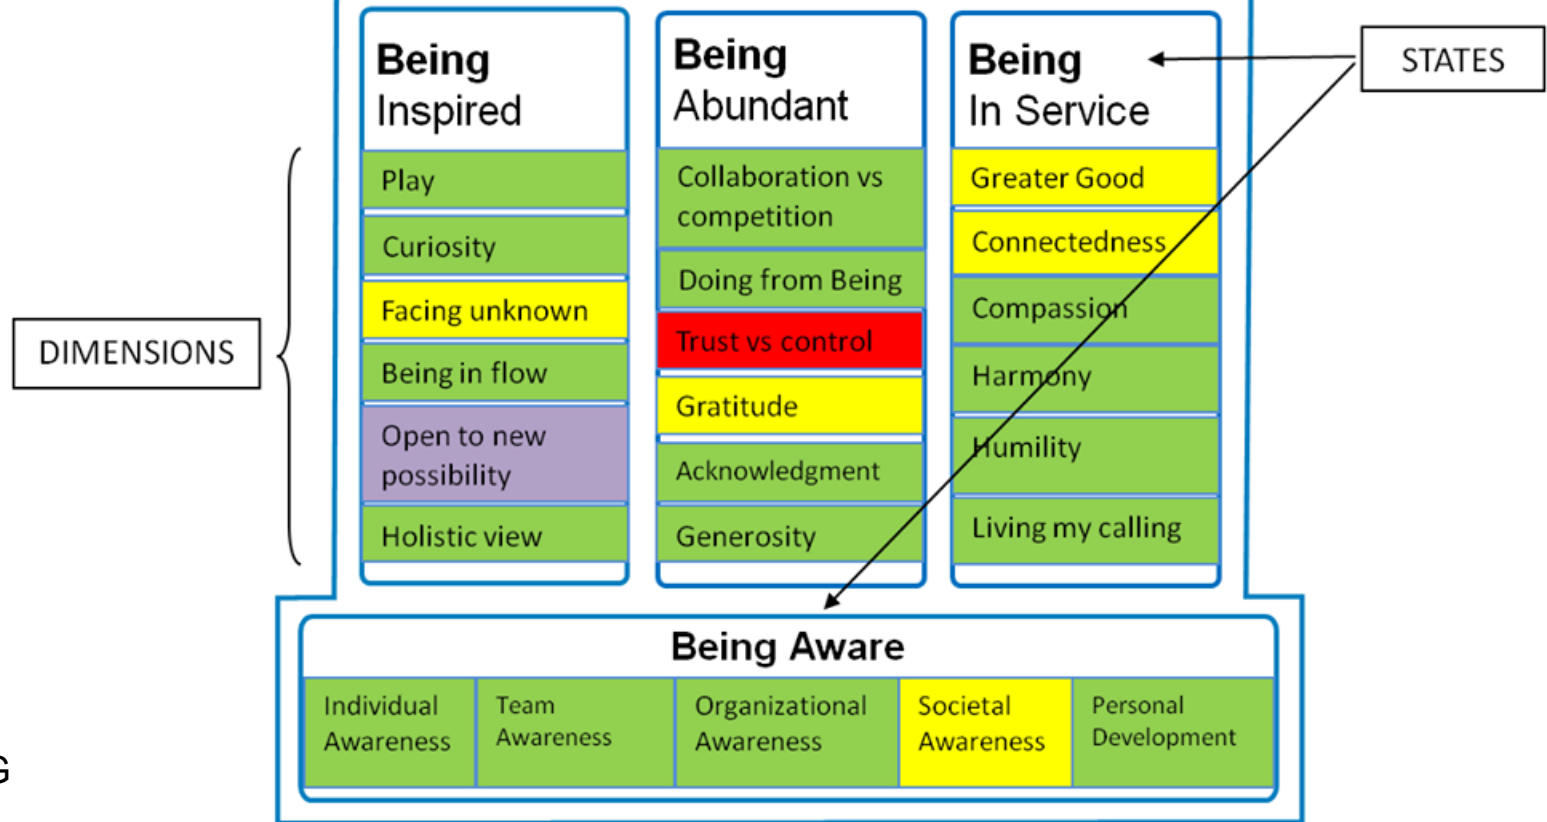 Being
Inspired
Play
Curiosity
Facing unknown
Being in flow
Open to new
possibility
Holistic view
Being
Abundant
Collaboration vs
competition
Doing from Being
Trust vs control
Gratitude
Acknowledgment
Generosity
Being
In Service
Greater Good
Connectedness
Compassion
Harmony
Humility
Living my calling
STATES
DIMENSIONS
Being Aware
Individual
Awareness
Team
Awareness
Organizational
Awareness
Societal
Awareness
Personal
Development
G